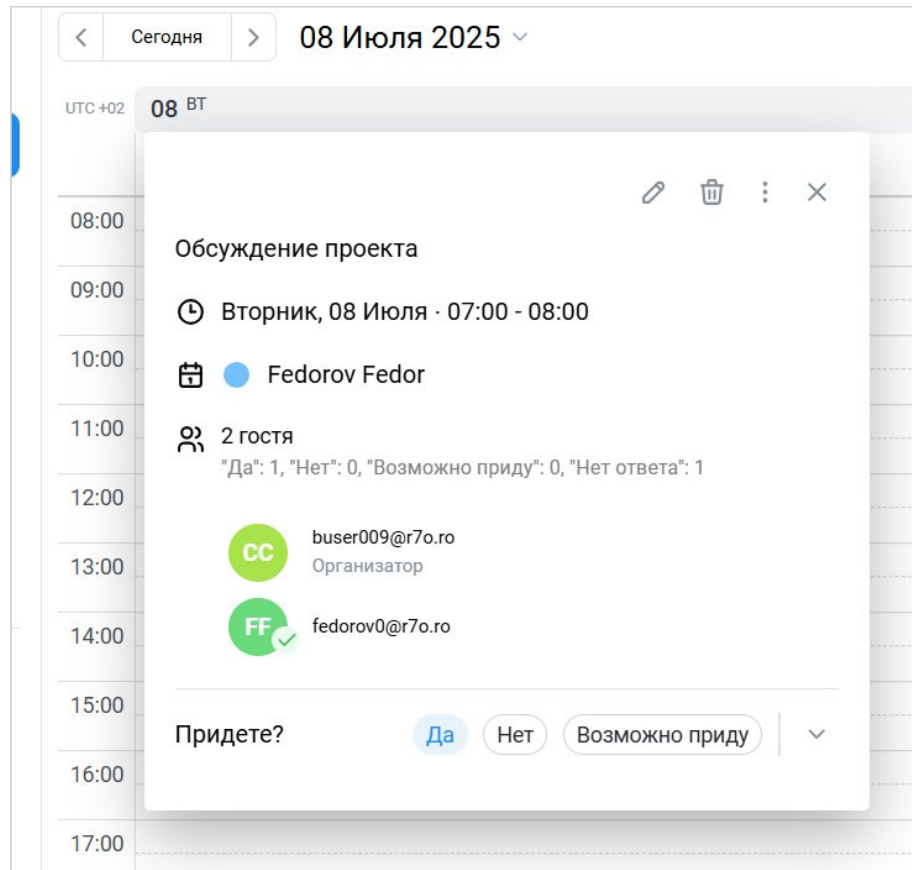 Сегодня 08 Июля 2025
UTC +02 08 ВТ
08:00
Обсуждение проекта
09:00
Вторник, 08 Июля · 07:00 - 08:00
10:00
Fedorov Fedor
11:00
2 гостя
"Да": 1, "Нет": 0, "Возможно приду": 0, "Нет ответа": 1
12:00
buser009@r7o.ro
CC
13:00
Организатор
14:00
FF fedorov0@r7o.ro
15:00
Придете? Да Нет Возможно приду
16:00
17:00